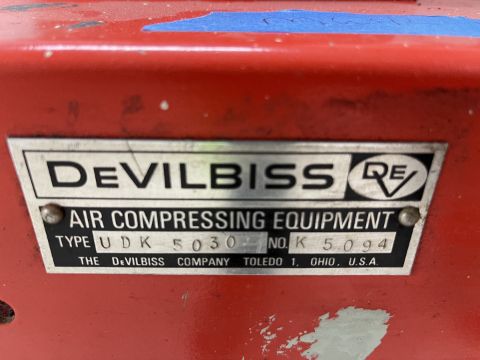 DEVILBISS DEV
AIR COMPRESSING EQUIPMENT
TYPE UDK 5030 NO. K 5094
THE DEVILBISS COMPANY TOLEDO 1, OHIO, U.S.A.